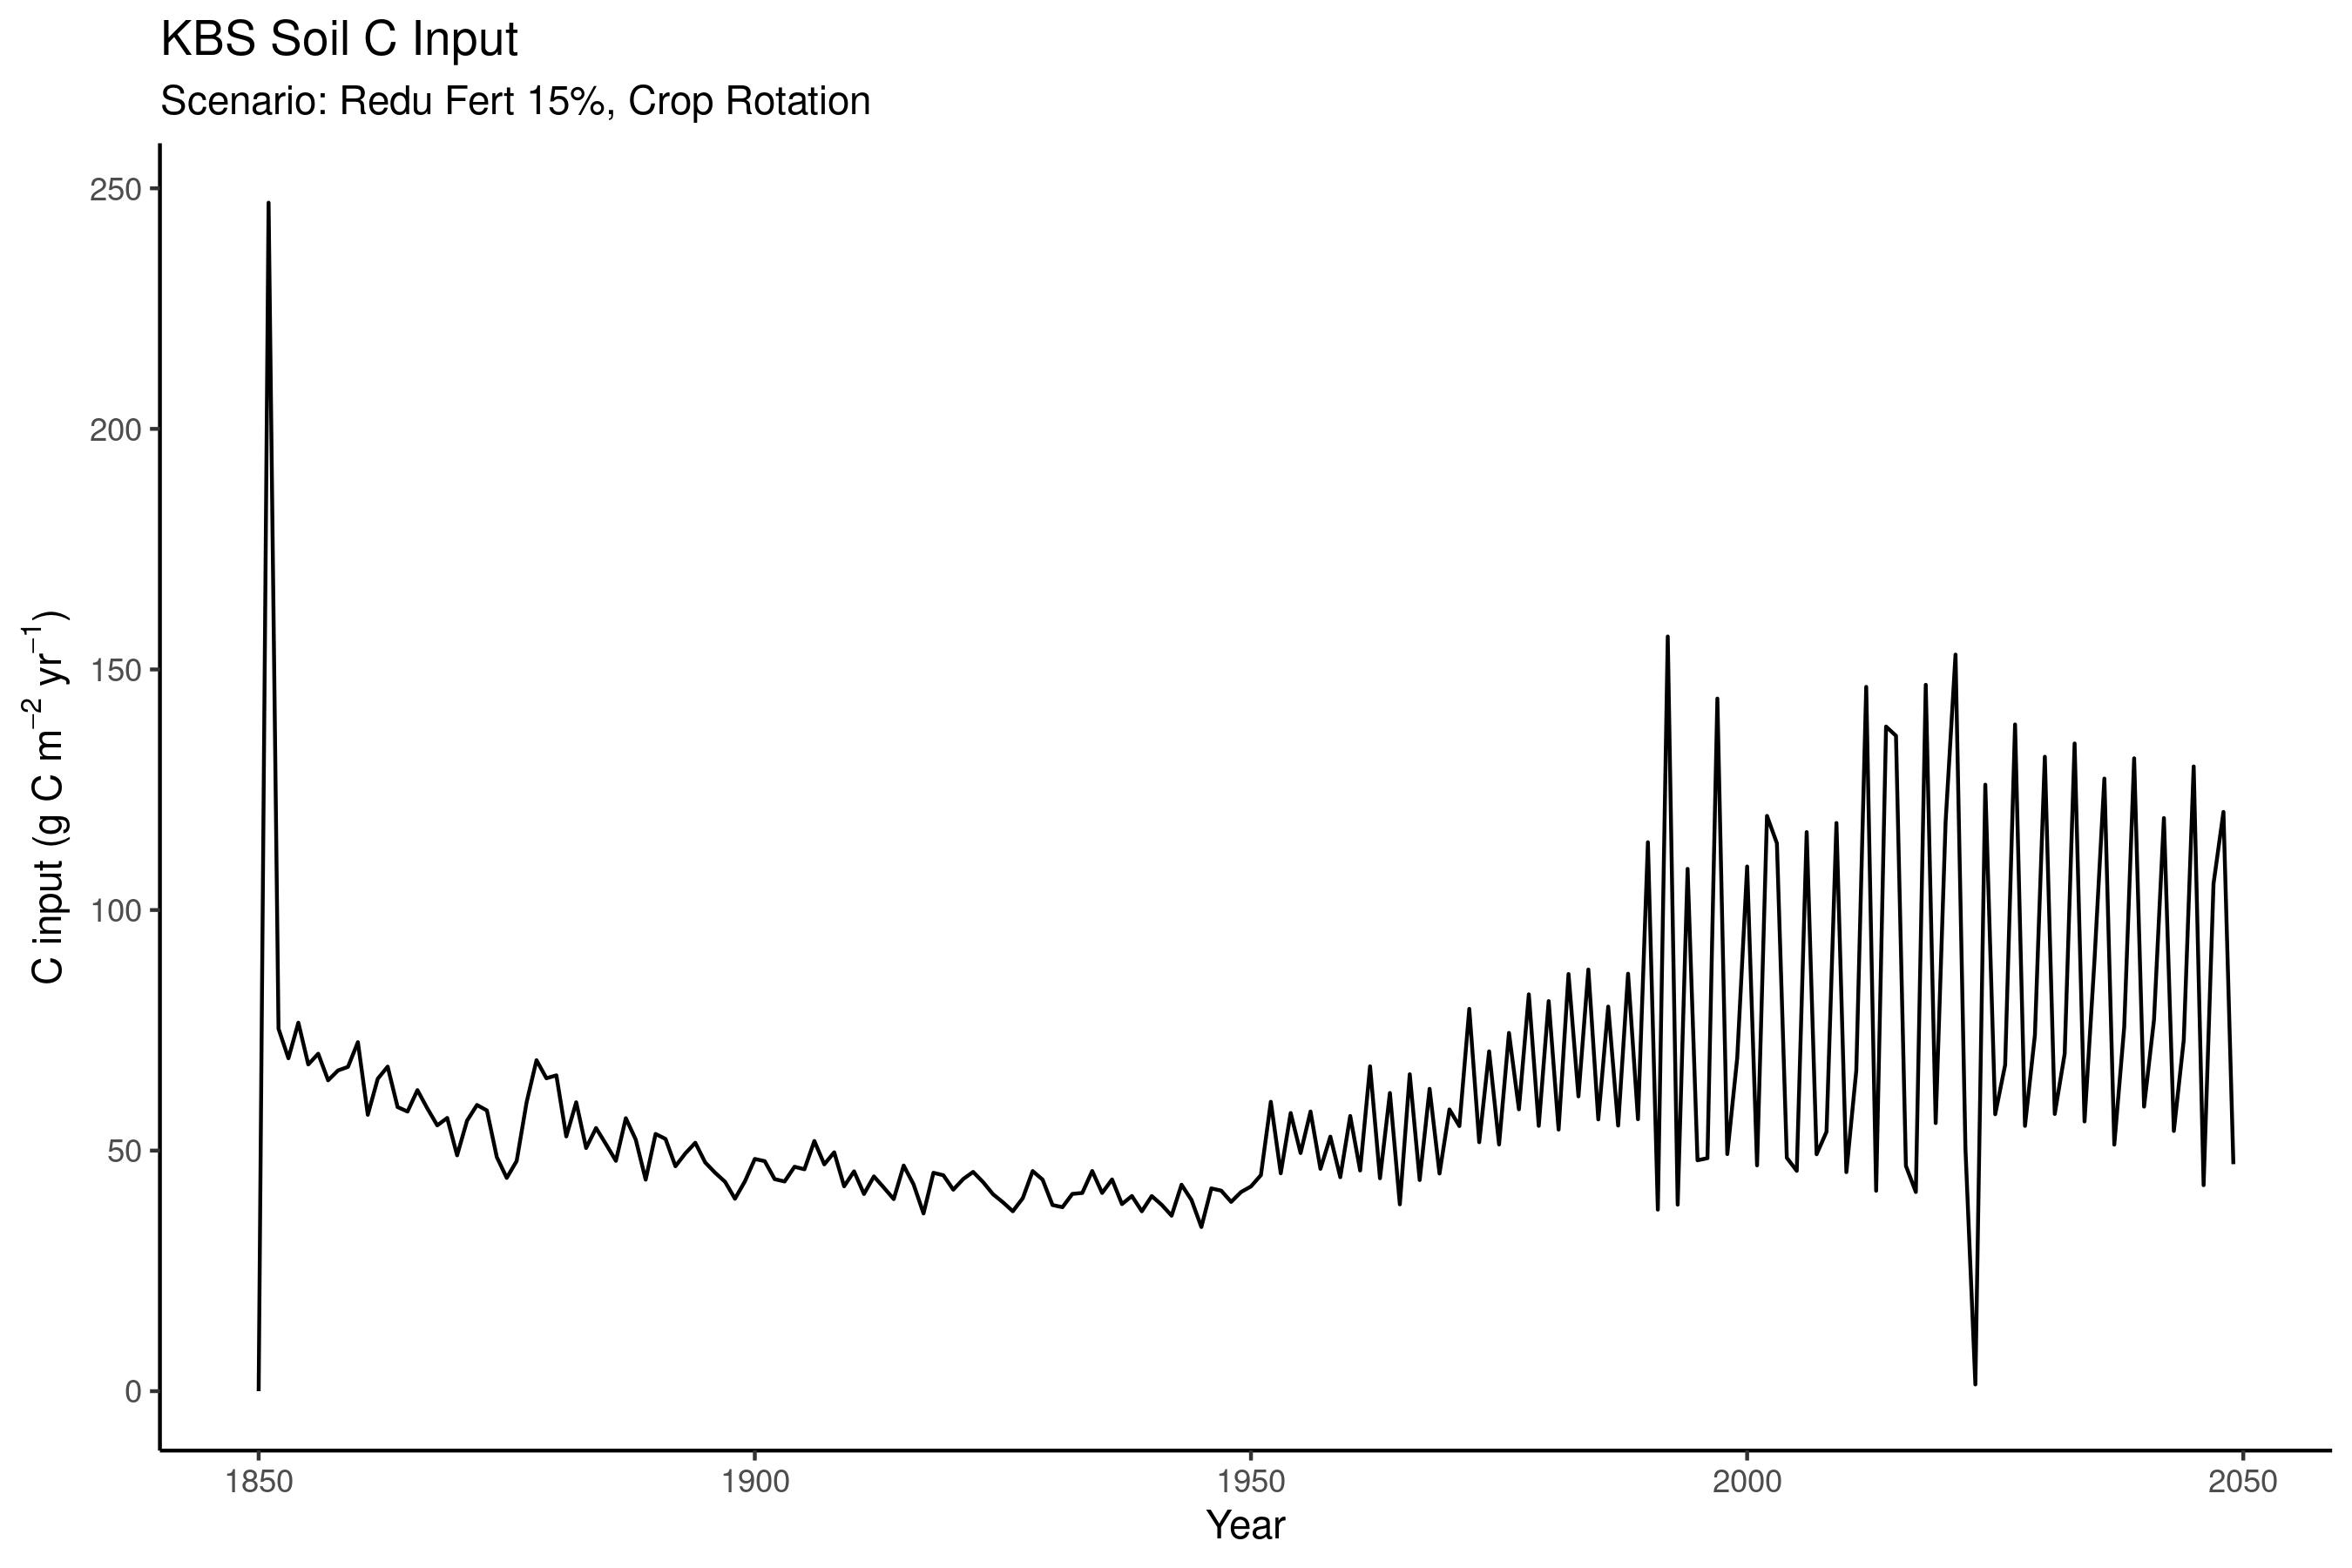 KBS Soil C Input
Scenario: Redu Fert 15%, Crop Rotation
250
200
150
100
50
0
C input (g C m⁻² yr⁻¹)
1850 1900 1950 2000 2050
Year